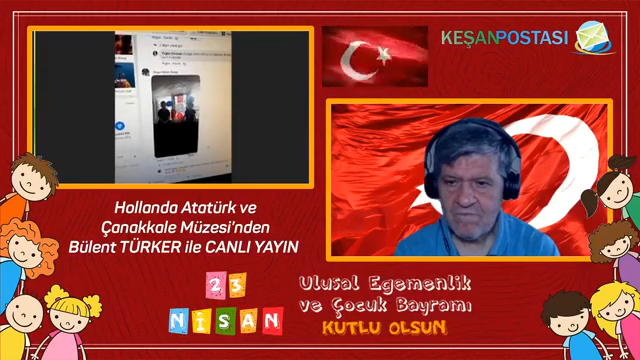 KEŞANPOSTASI
Hollanda Atatürk ve
Çanakkale Müzesi'nden
Bülent TÜRKER ile CANLI YAYIN
23
NİSAN
Ulusal Egemenlik
ve Çocuk Bayramı
KUTLU OLSUN